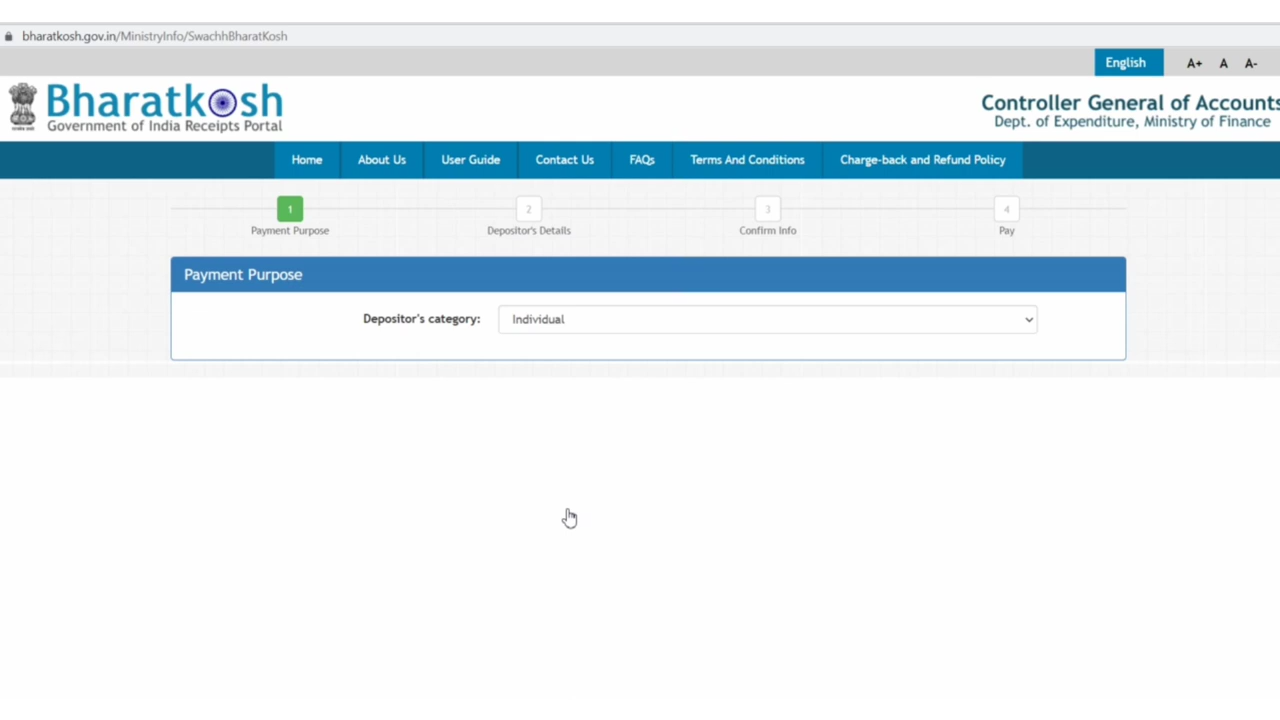 bharatkosh.gov.in/MinistryInfo/SwachhBharatKosh
English A+ A A-
Bharatkosh
Government of India Receipts Portal
Controller General of Accounts
Dept. of Expenditure, Ministry of Finance
Home About Us User Guide Contact Us FAQs Terms And Conditions Charge-back and Refund Policy
1 2 3 4
Payment Purpose Depositor's Details Confirm Info Pay
Payment Purpose
Depositor's category: Individual